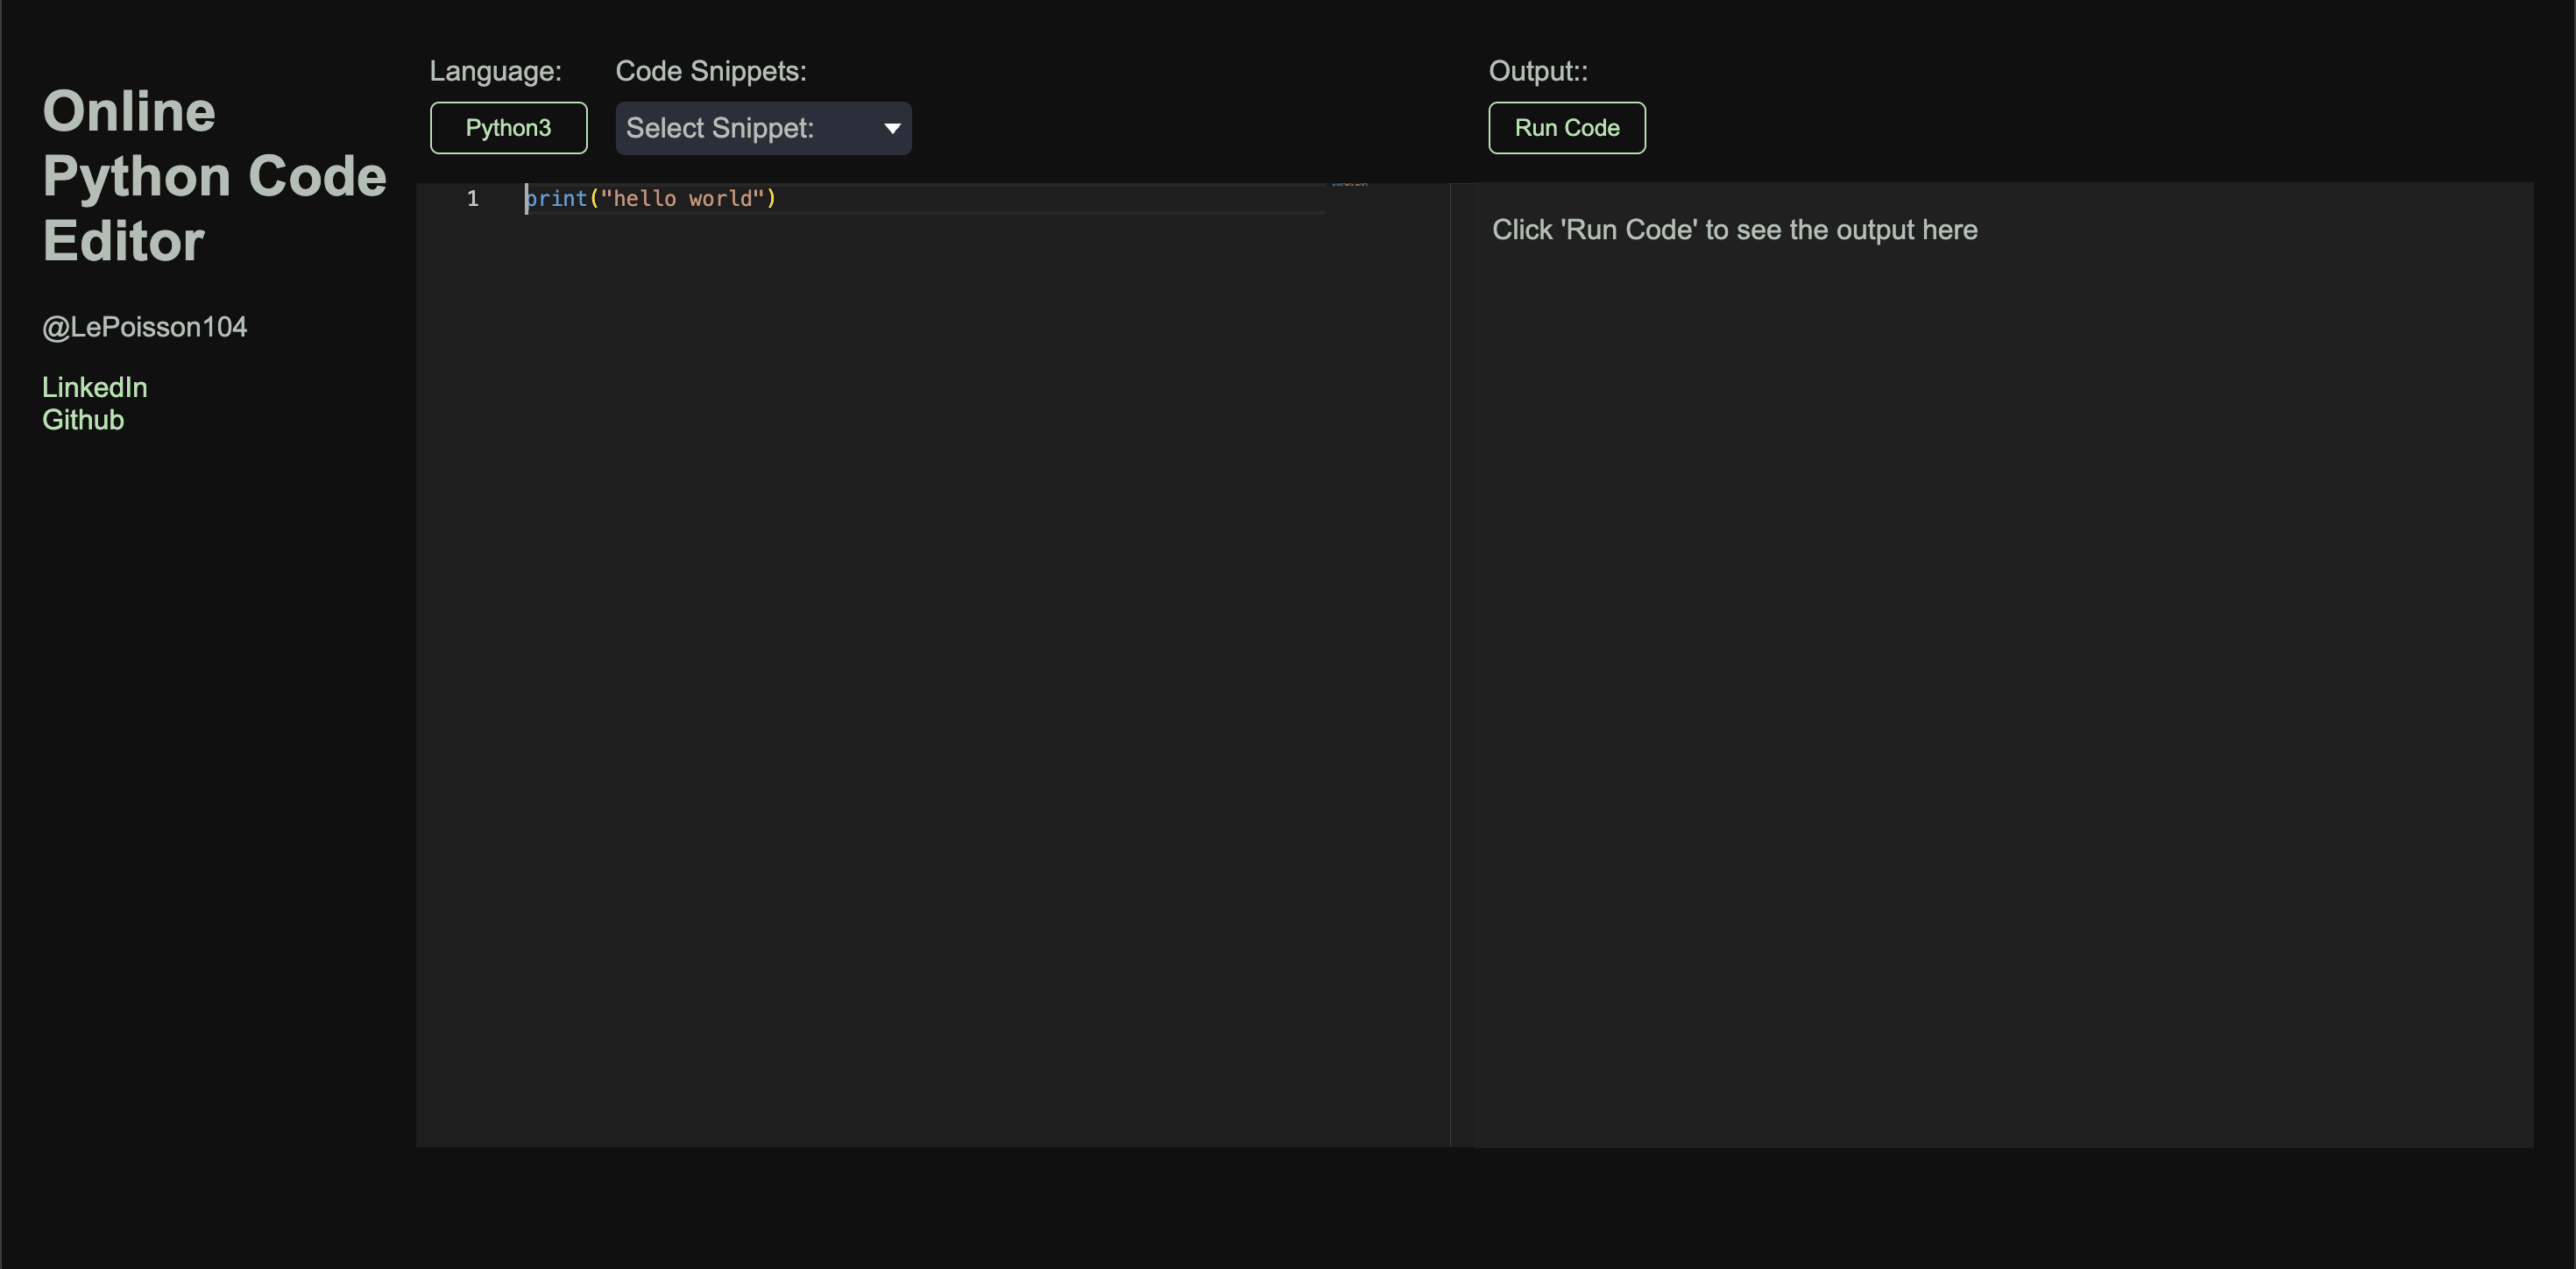 Online
Python Code
Editor
@LePoisson104
LinkedIn
Github
Language:
Python3
Code Snippets:
Select Snippet:
1 print("hello world")
Output::
Run Code
Click 'Run Code' to see the output here